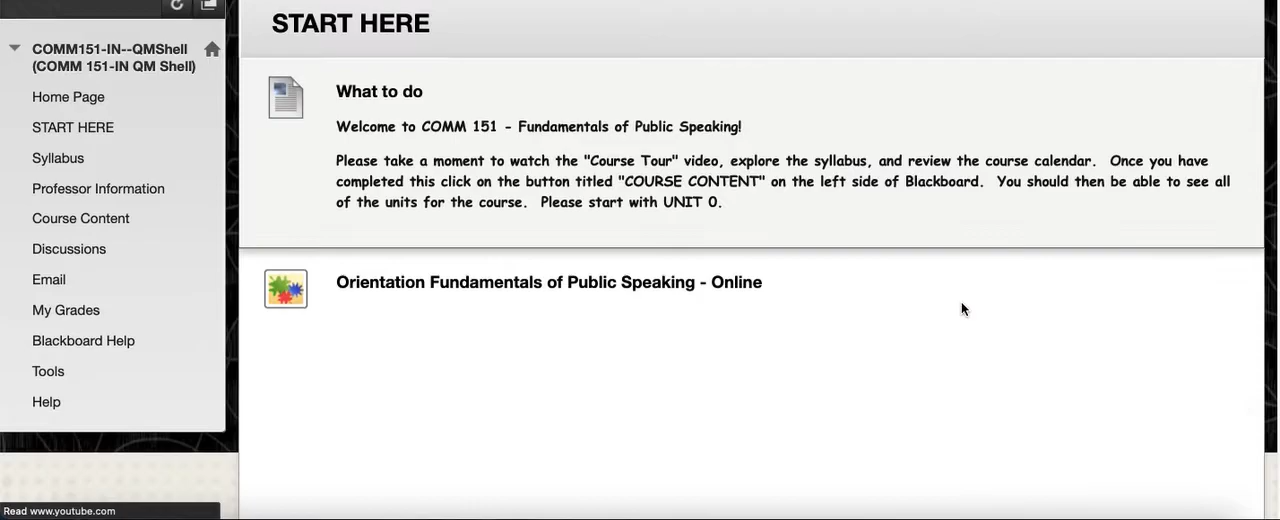 START HERE
COMM151-IN--QMShell
(COMM 151-IN QM Shell)
Home Page
START HERE
Syllabus
Professor Information
Course Content
Discussions
Email
My Grades
Blackboard Help
Tools
Help
What to do
Welcome to COMM 151 - Fundamentals of Public Speaking!
Please take a moment to watch the "Course Tour" video, explore the syllabus, and review the course calendar. Once you have
completed this click on the button titled "COURSE CONTENT" on the left side of Blackboard. You should then be able to see all
of the units for the course. Please start with UNIT 0.
Orientation Fundamentals of Public Speaking - Online
Read www.youtube.com